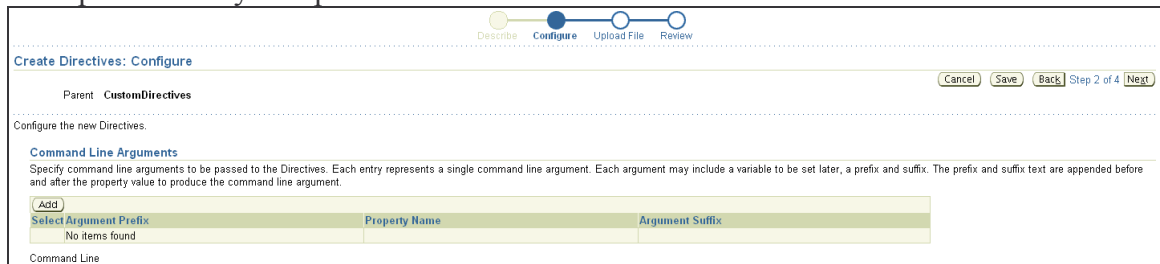 Describe Configure Upload File Review
Create Directives: Configure
Cancel Save Back Step 2 of 4 Next
Parent CustomDirectives
Configure the new Directives.
Command Line Arguments
Specify command line arguments to be passed to the Directives. Each entry represents a single command line argument. Each argument may include a variable to be set later, a prefix and suffix. The prefix and suffix text are appended before
and after the property value to produce the command line argument.
Add
Select Argument Prefix Property Name Argument Suffix
No items found
Command Line